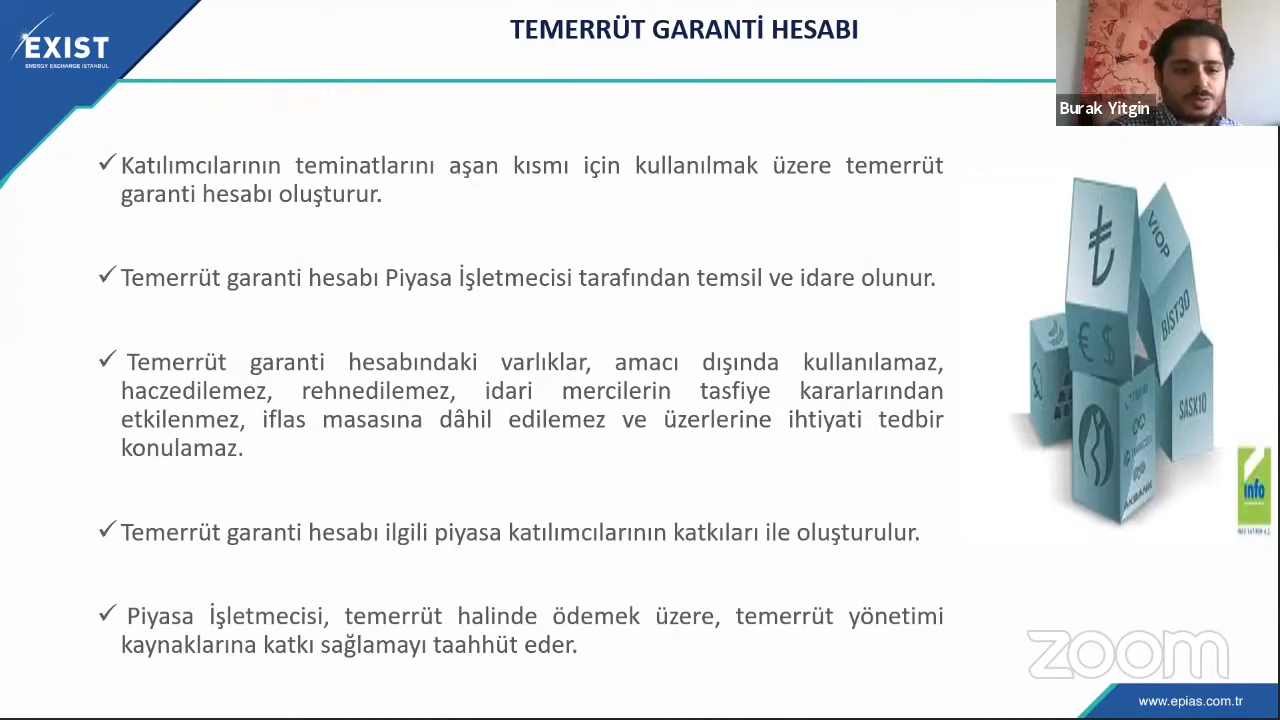 EXIST
ENERGY EXCHANGE ISTANBUL
TEMERRÜT GARANTİ HESABI
Burak Yitgin
✓ Katılımcılarının teminatlarını aşan kısmı için kullanılmak üzere temerrüt
garanti hesabı oluşturur.
✓ Temerrüt garanti hesabı Piyasa İşletmecisi tarafından temsil ve idare olunur.
✓ Temerrüt garanti hesabındaki varlıklar, amacı dışında kullanılamaz,
haczedilemez, rehnedilemez, idari mercilerin tasfiye kararlarından
etkilenmez, iflas masasına dâhil edilemez ve üzerlerine ihtiyati tedbir
konulamaz.
✓ Temerrüt garanti hesabı ilgili piyasa katılımcılarının katkıları ile oluşturulur.
✓ Piyasa İşletmecisi, temerrüt halinde ödemek üzere, temerrüt yönetimi
kaynaklarına katkı sağlamayı taahhüt eder.
₺
VİOP
€ $
BIST30
SASX10
AKBANK
info
zoom
www.epias.com.tr